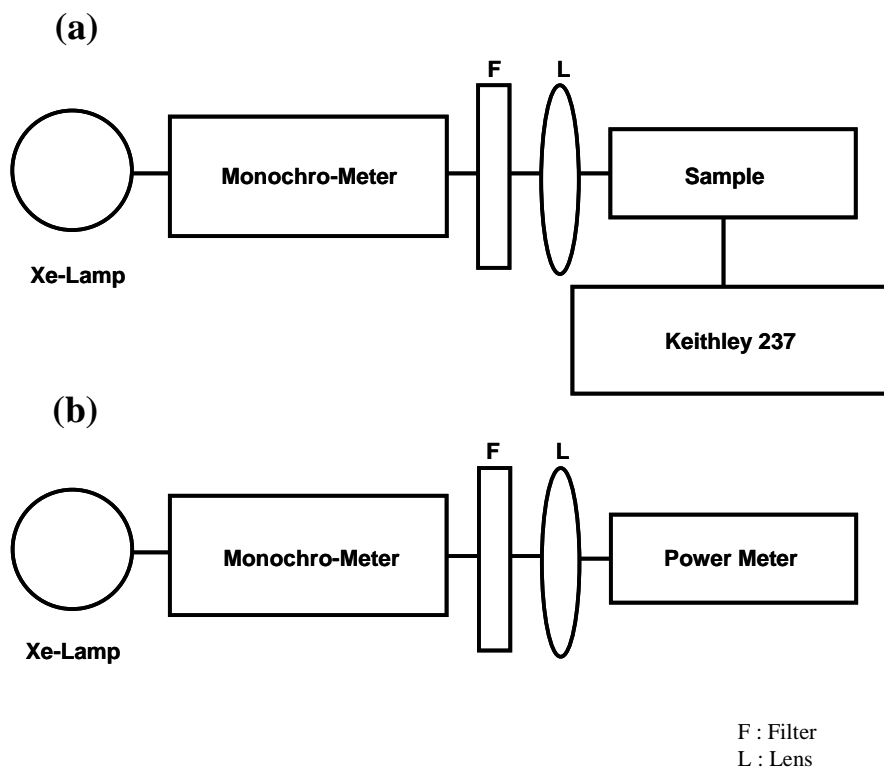 (a)
F
L
Monochro-Meter
Sample
Xe-Lamp
Keithley 237
(b)
F
L
Monochro-Meter
Power Meter
Xe-Lamp
F : Filter
L : Lens